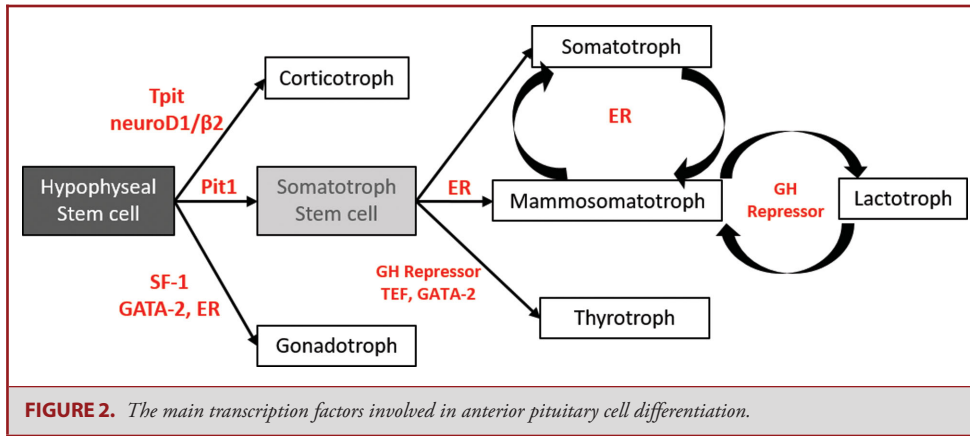 Somatotroph
Corticotroph
Tpit
neuroD1/β2
ER
Hypophyseal
Stem cell
Pit1
Somatotroph
Stem cell
ER
Mammosomatotroph
GH
Repressor
Lactotroph
SF-1
GATA-2, ER
GH Repressor
TEF, GATA-2
Thyrotroph
Gonadotroph
FIGURE 2. The main transcription factors involved in anterior pituitary cell differentiation.